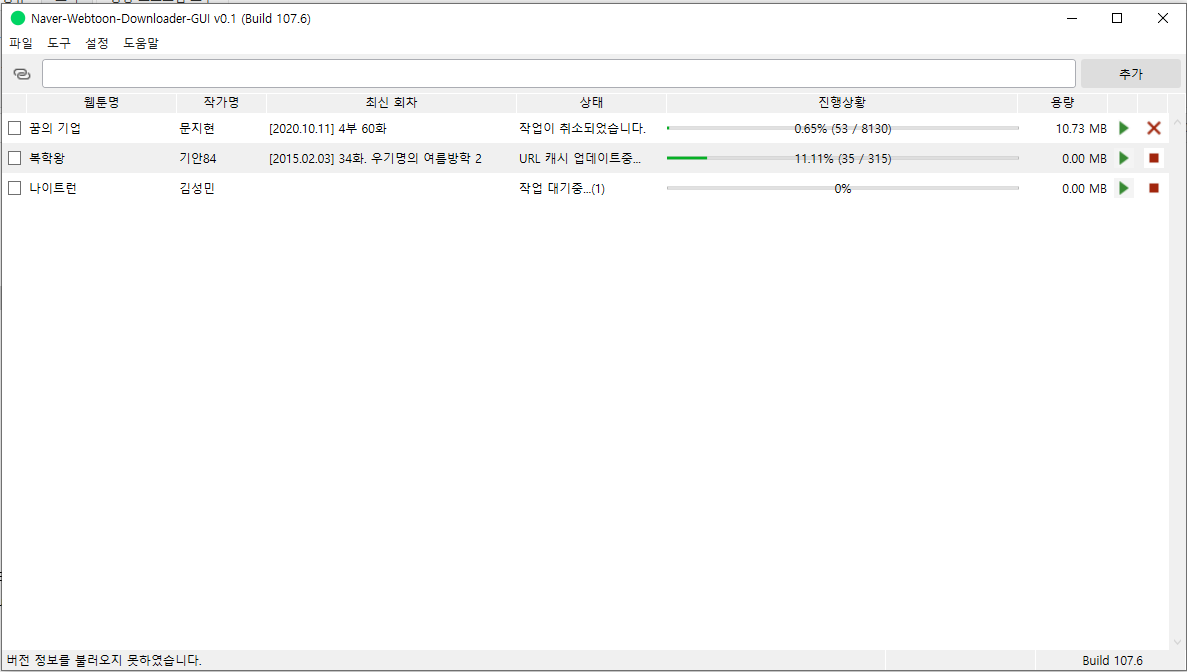 Naver-Webtoon-Downloader-GUI v0.1 (Build 107.6)
파일 도구 설정 도움말
추가
웹툰명 작가명 최신 회차 상태 진행상황 용량
꿈의 기업 문지현 [2020.10.11] 4부 60화 작업이 취소되었습니다. 0.65% (53 / 8130) 10.73 MB
복학왕 기안84 [2015.02.03] 34화. 우기명의 여름방학 2 URL 캐시 업데이트중... 11.11% (35 / 315) 0.00 MB
나이트런 김성민 작업 대기중...(1) 0% 0.00 MB
버전 정보를 불러오지 못하였습니다. Build 107.6